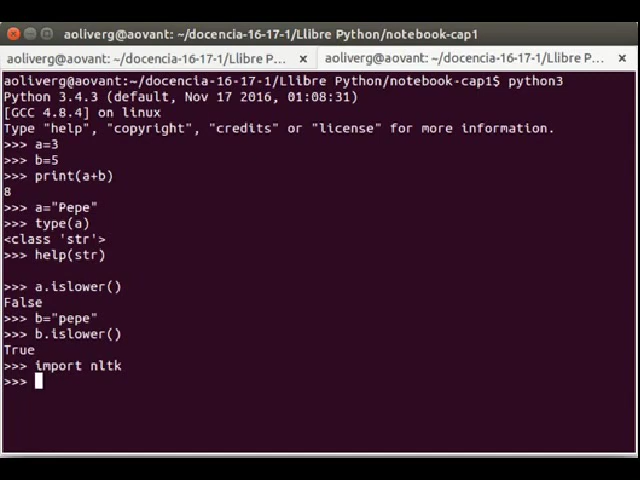 aoliverg@aovant: ~/docencia-16-17-1/Llibre Python/notebook-cap1
aoliverg@aovant: ~/docencia-16-17-1/Llibre P... × aoliverg@aovant: ~/docencia-16-17-1/Llibre P... ×
aoliverg@aovant:~/docencia-16-17-1/Llibre Python/notebook-cap1$ python3
Python 3.4.3 (default, Nov 17 2016, 01:08:31)
[GCC 4.8.4] on linux
Type "help", "copyright", "credits" or "license" for more information.
>>> a=3
>>> b=5
>>> print(a+b)
8
>>> a="Pepe"
>>> type(a)
<class 'str'>
>>> help(str)
>>> a.islower()
False
>>> b="pepe"
>>> b.islower()
True
>>> import nltk
>>>